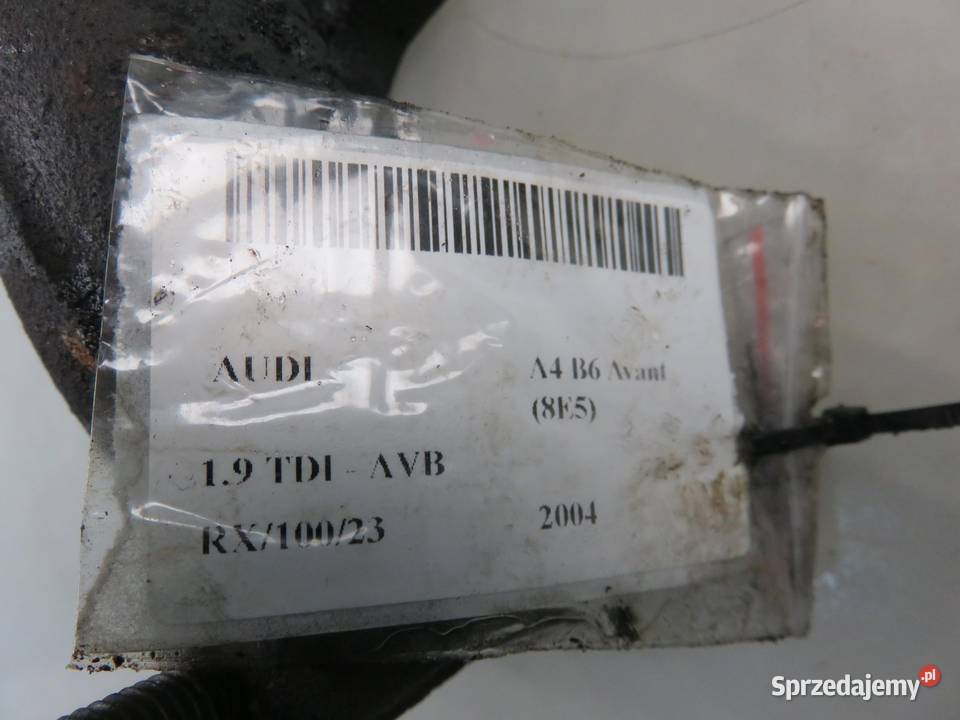 AUDI
A4 B6 Avant
(8E5)
1.9 TDI - AVB
RX/100/23
2004
Sprzedajemy.pl